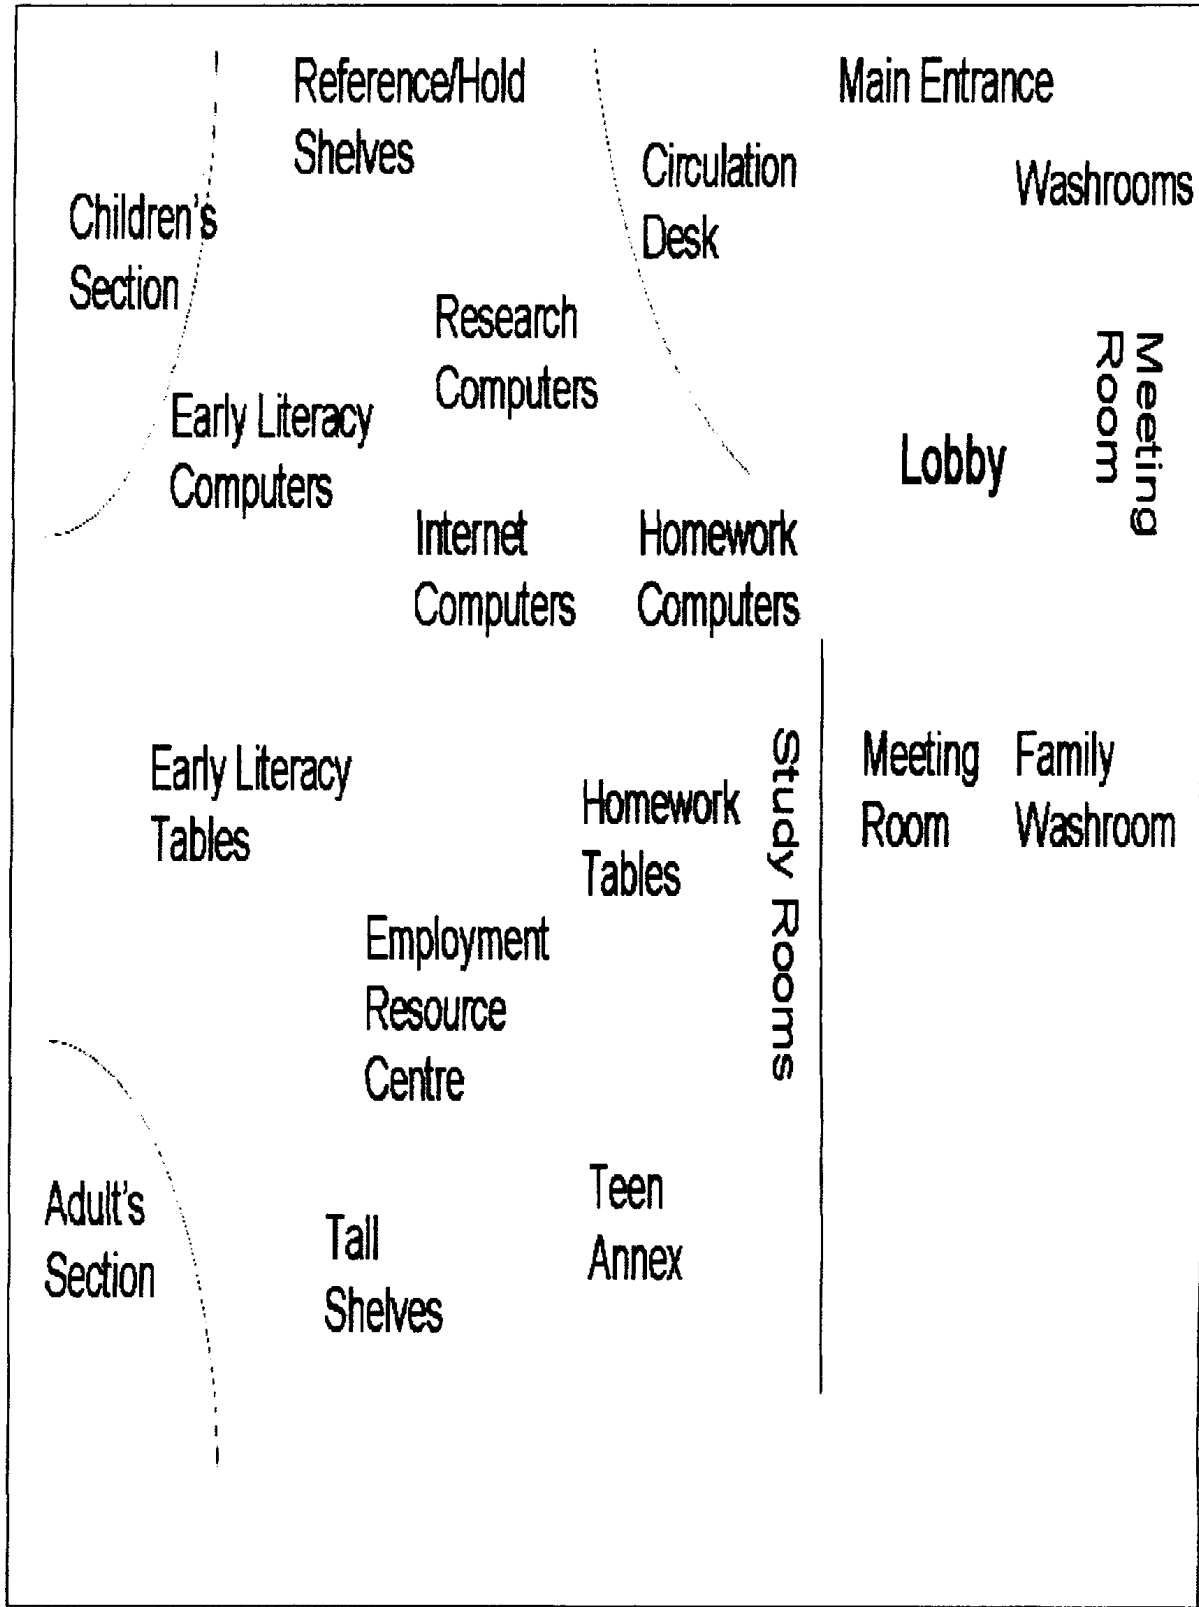 Reference/Hold
Shelves
Main Entrance
Circulation
Desk
Washrooms
Children's
Section
Research
Computers
Meeting
Room
Early Literacy
Computers
Lobby
Internet
Computers
Homework
Computers
Early Literacy
Tables
Homework
Tables
Study Rooms
Meeting
Room
Family
Washroom
Employment
Resource
Centre
Adult's
Section
Tall
Shelves
Teen
Annex